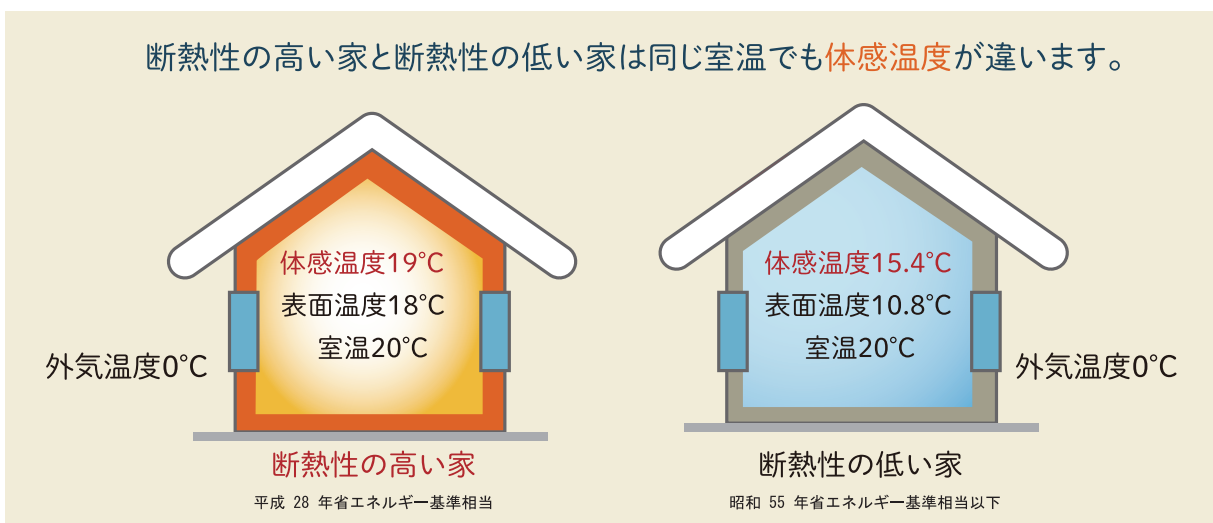 断熱性の高い家と断熱性の低い家は同じ室温でも体感温度が違います。
体感温度19℃
表面温度18℃
室温20℃
外気温度0℃
断熱性の高い家
平成 28 年省エネルギー基準相当
体感温度15.4℃
表面温度10.8℃
室温20℃
外気温度0℃
断熱性の低い家
昭和 55 年省エネルギー基準相当以下